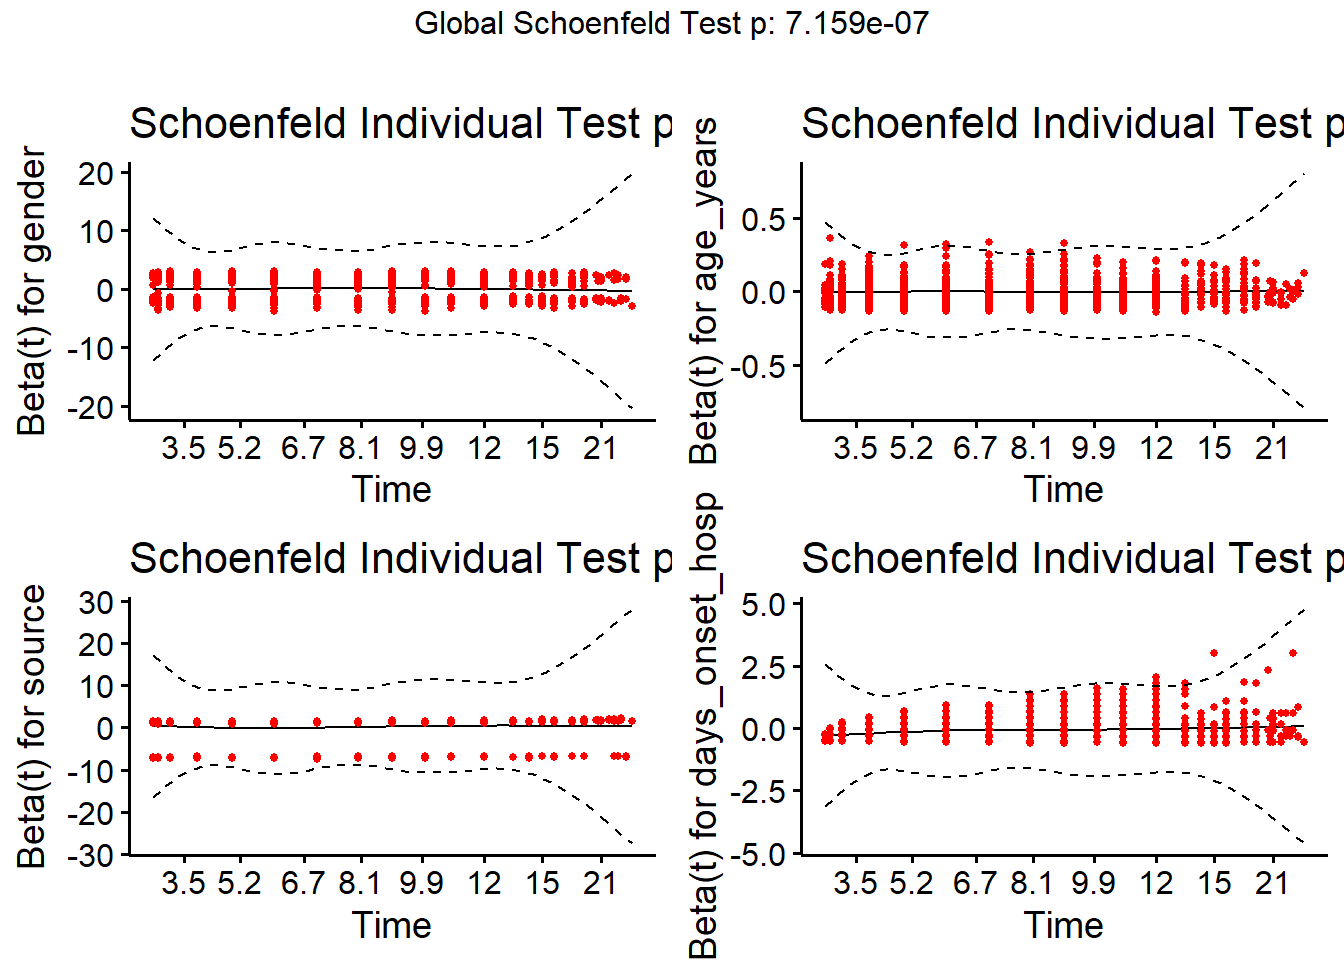 Global Schoenfeld Test p: 7.159e-07
Schoenfeld Individual Test p
Beta(t) for gender
20
10
0
-10
-20
3.5 5.2 6.7 8.1 9.9 12 15 21
Time
Schoenfeld Individual Test p
Beta(t) for age_years
0.5
0.0
-0.5
3.5 5.2 6.7 8.1 9.9 12 15 21
Time
Schoenfeld Individual Test p
Beta(t) for source
30
20
10
0
-10
-20
-30
3.5 5.2 6.7 8.1 9.9 12 15 21
Time
Schoenfeld Individual Test p
Beta(t) for days_onset_hosp
5.0
2.5
0.0
-2.5
-5.0
3.5 5.2 6.7 8.1 9.9 12 15 21
Time